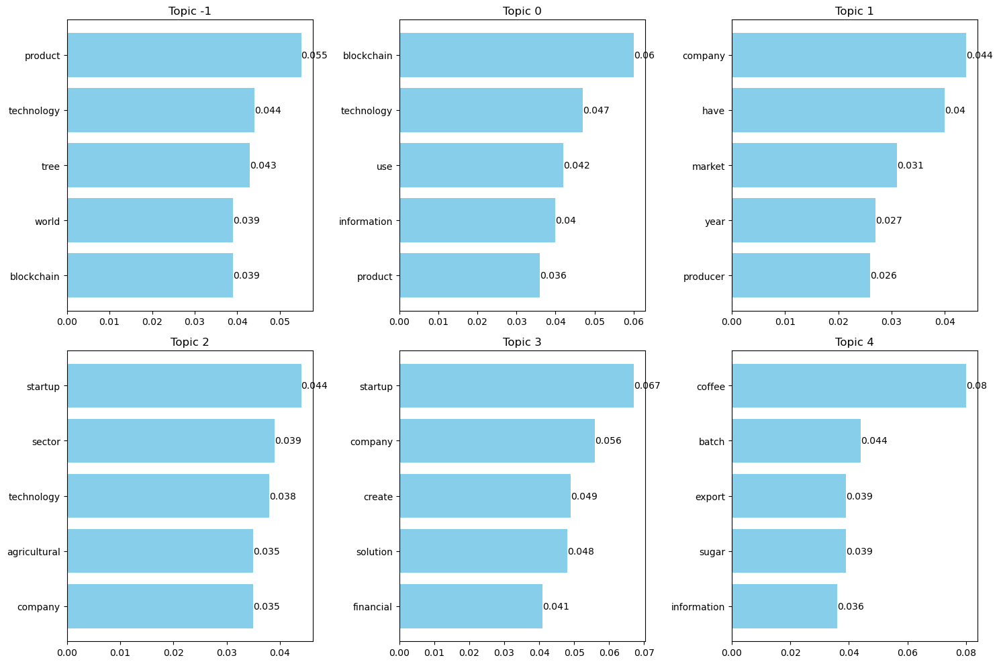 Topic -1
product
0.055
technology
0.044
tree
0.043
world
0.039
blockchain
0.039
0.00 0.01 0.02 0.03 0.04 0.05
Topic 0
blockchain
0.06
technology
0.047
use
0.042
information
0.04
product
0.036
0.00 0.01 0.02 0.03 0.04 0.05 0.06
Topic 1
company
0.044
have
0.04
market
0.031
year
0.027
producer
0.026
0.00 0.01 0.02 0.03 0.04
Topic 2
startup
0.044
sector
0.039
technology
0.038
agricultural
0.035
company
0.035
0.00 0.01 0.02 0.03 0.04
Topic 3
startup
0.067
company
0.056
create
0.049
solution
0.048
financial
0.041
0.00 0.01 0.02 0.03 0.04 0.05 0.06 0.07
Topic 4
coffee
0.08
batch
0.044
export
0.039
sugar
0.039
information
0.036
0.00 0.02 0.04 0.06 0.08